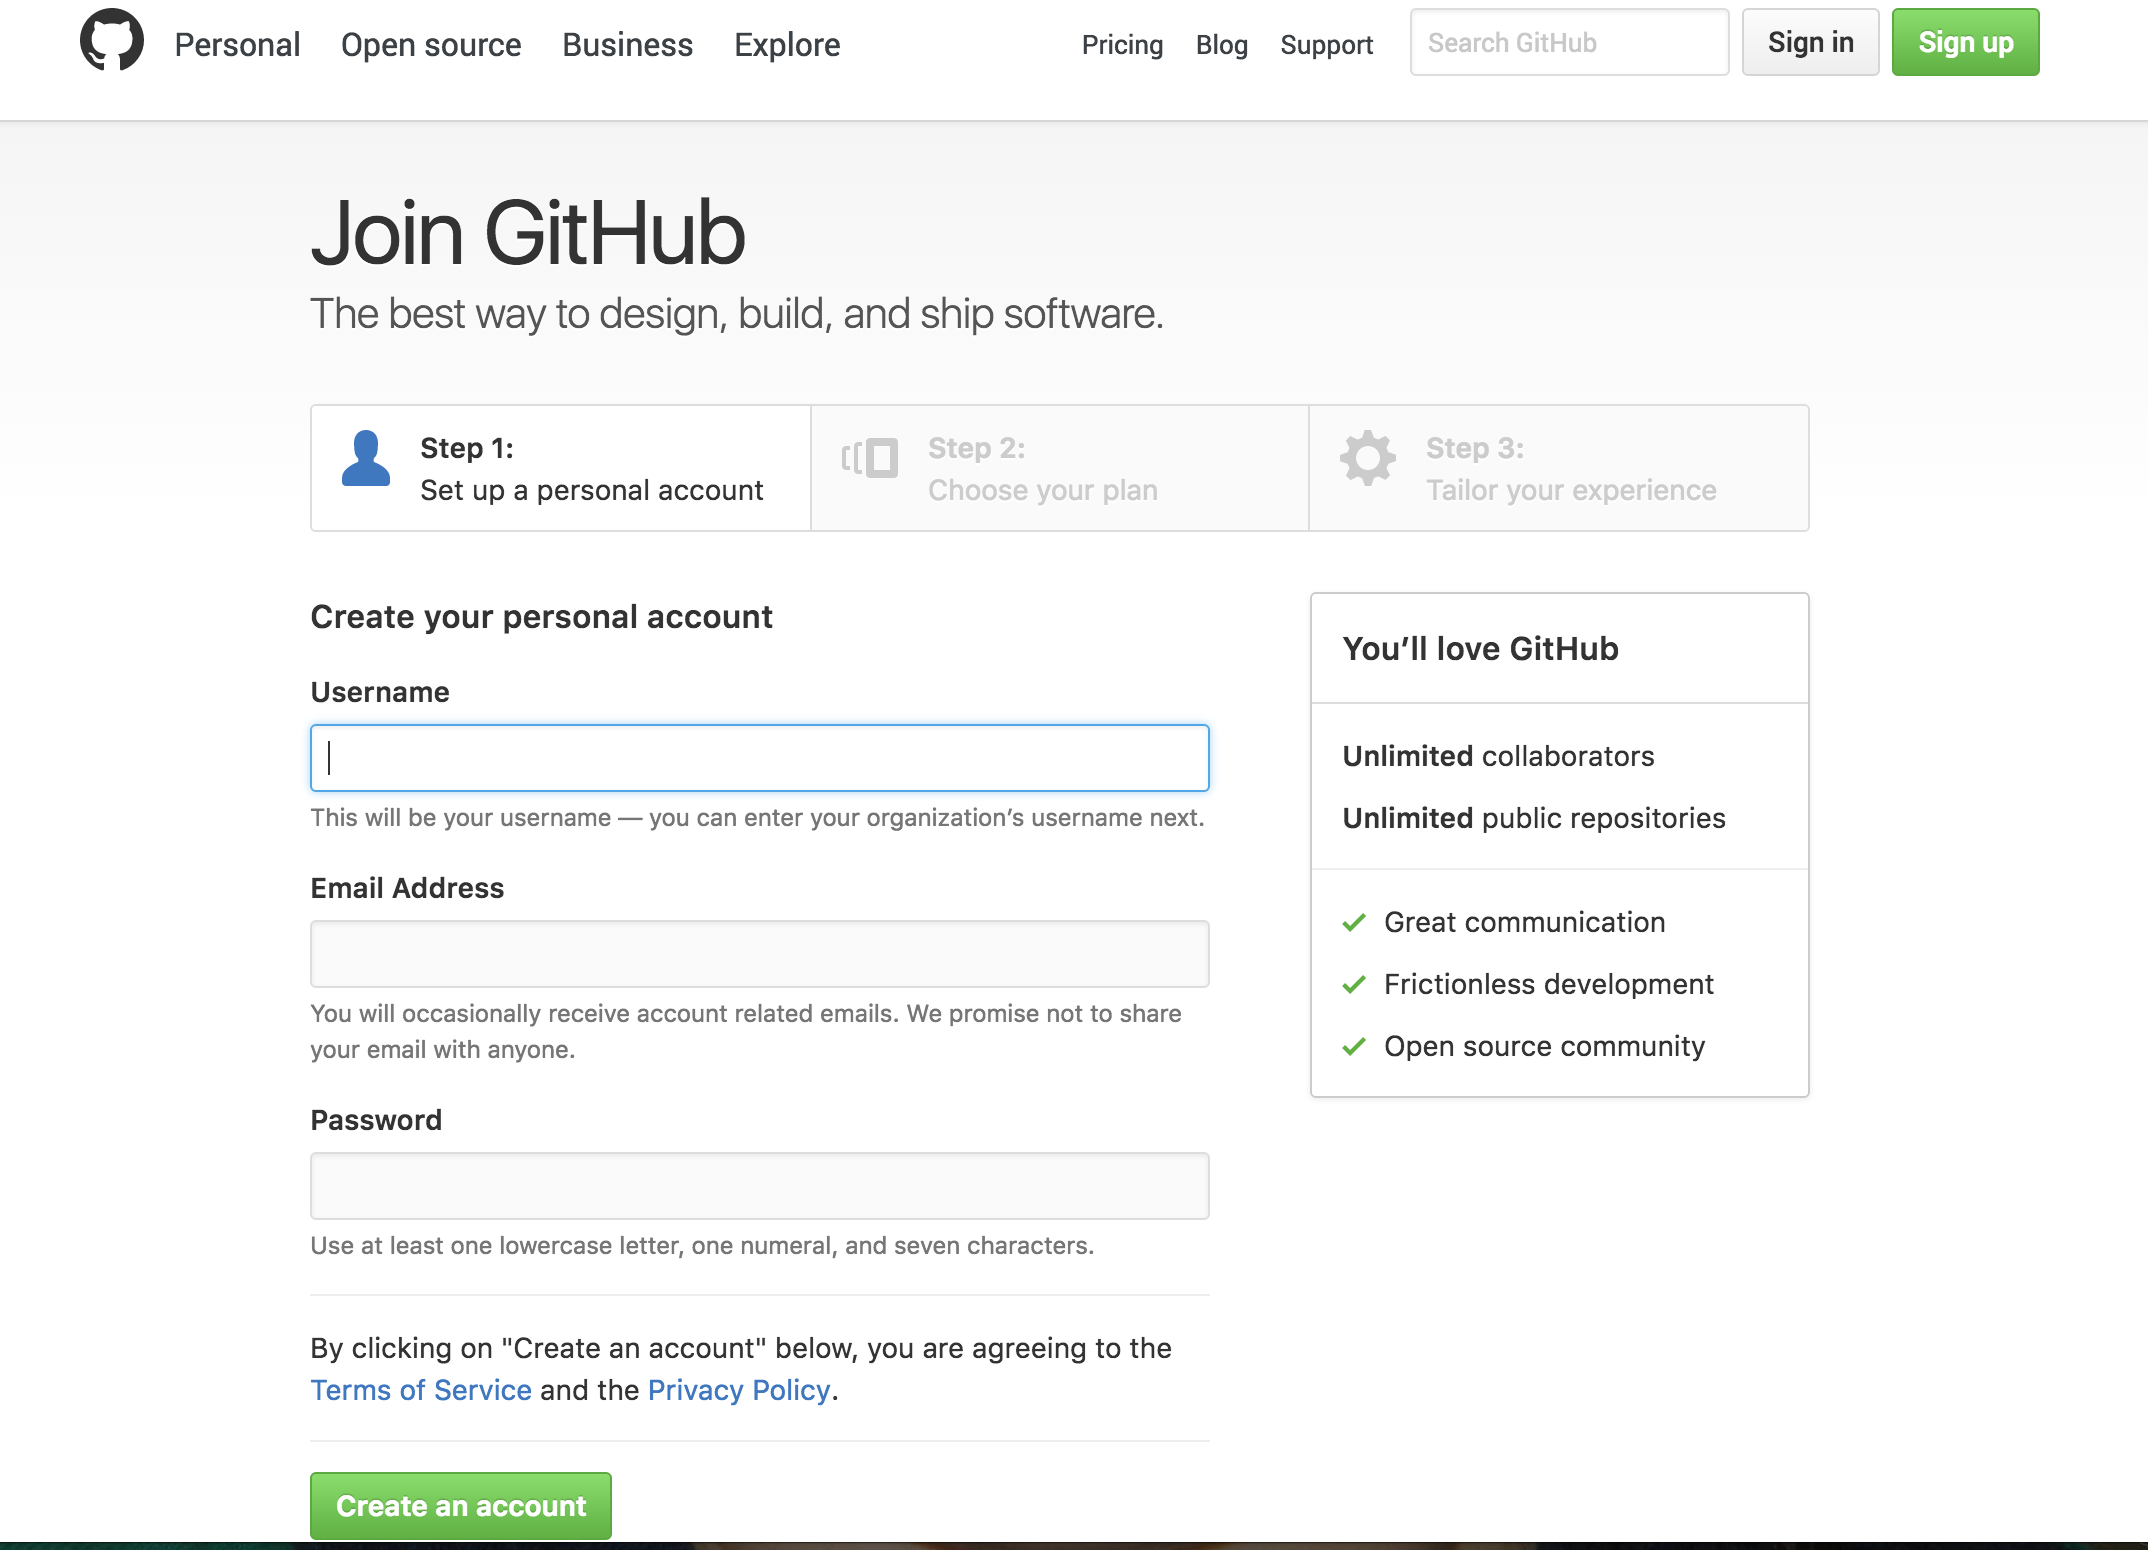 Personal Open source Business Explore Pricing Blog Support Search GitHub Sign in Sign up
Join GitHub
The best way to design, build, and ship software.
Step 1:
Set up a personal account
Step 2:
Choose your plan
Step 3:
Tailor your experience
Create your personal account
Username
This will be your username — you can enter your organization’s username next.
Email Address
You will occasionally receive account related emails. We promise not to share
your email with anyone.
Password
Use at least one lowercase letter, one numeral, and seven characters.
By clicking on "Create an account" below, you are agreeing to the
Terms of Service and the Privacy Policy.
Create an account
You’ll love GitHub
Unlimited collaborators
Unlimited public repositories
Great communication
Frictionless development
Open source community